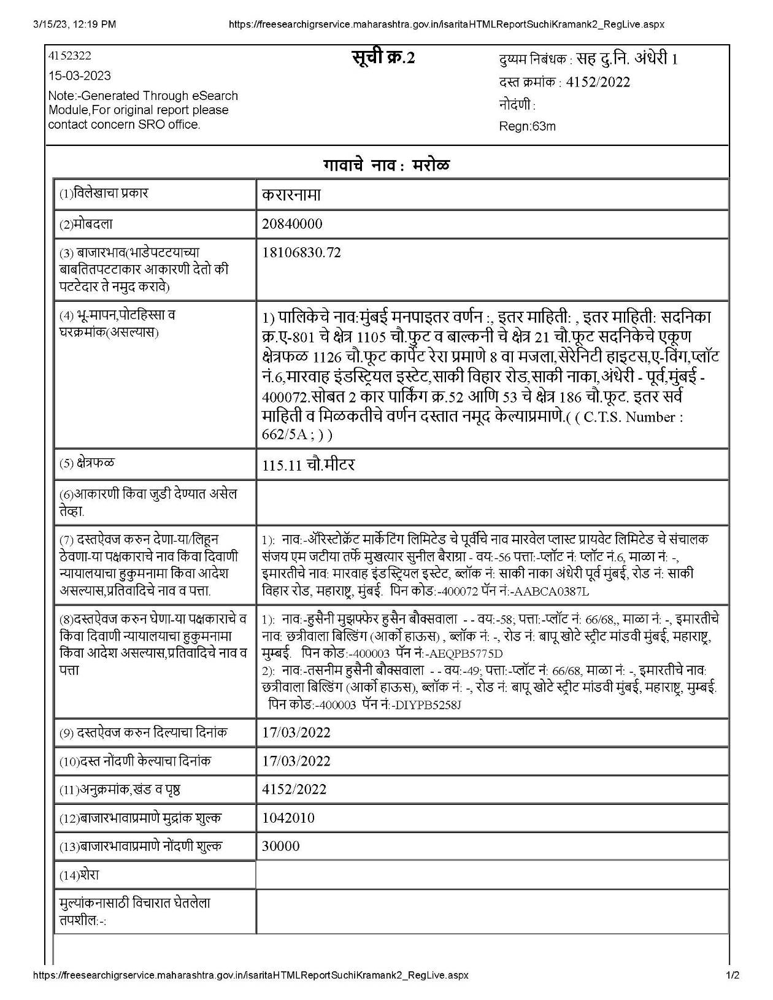 3/15/23, 12:19 PM https://freesearchigrservice.maharashtra.gov.in/isaritaHTMLReportSuchiKramank2_RegLive.aspx
4152322
15-03-2023
Note:-Generated Through eSearch
Module,For original report please
contact concern SRO office.
सूची क्र.2
दुय्यम निबंधक : सह दु.नि. अंधेरी 1
दस्त क्रमांक : 4152/2022
नोदंणी :
Regn:63m
गावाचे नाव : मरोळ
(1)विलेखाचा प्रकार
करारनामा
(2)मोबदला
20840000
(3) बाजारभाव(भाडेपटटयाच्या
बाबतितपटटाकार आकारणी देतो की
पटटेदार ते नमुद करावे)
18106830.72
(4) भू-मापन,पोटहिस्सा व
घरक्रमांक(असल्यास)
1) पालिकेचे नाव:मुंबई मनपाइतर वर्णन :, इतर माहिती: , इतर माहिती: सदनिका
क्र.ए-801 चे क्षेत्र 1105 चौ.फुट व बाल्कनी चे क्षेत्र 21 चौ.फूट सदनिकेचे एकूण
क्षेत्रफळ 1126 चौ.फूट कार्पेट रेरा प्रमाणे 8 वा मजला,सेरेनिटी हाइटस,ए-विंग,प्लॉट
नं.6,मारवाह इंडस्ट्रियल इस्टेट,साकी विहार रोड,साकी नाका,अंधेरी - पूर्व,मुंबई -
400072.सोबत 2 कार पार्किंग क्र.52 आणि 53 चे क्षेत्र 186 चौ.फूट. इतर सर्व
माहिती व मिळकतीचे वर्णन दस्तात नमूद केल्याप्रमाणे.( ( C.T.S. Number :
662/5A ; ) )
(5) क्षेत्रफळ
115.11 चौ.मीटर
(6)आकारणी किंवा जुडी देण्यात असेल
तेव्हा.
(7) दस्तऐवज करुन देणा-या/लिहून
ठेवणा-या पक्षकाराचे नाव किंवा दिवाणी
न्यायालयाचा हुकुमनामा किंवा आदेश
असल्यास,प्रतिवादिचे नाव व पत्ता.
1): नाव:-अ‍ॅरिस्टोक्रॅट मार्केटिंग लिमिटेड चे पूर्वीचे नाव मारवेल प्लास्ट प्रायवेट लिमिटेड चे संचालक
संजय एम जटीया तर्फे मुखत्यार सुनील बैराग्रा - वय:-56 पत्ता:-प्लॉट नं: प्लॉट नं.6, माळा नं: -,
इमारतीचे नाव: मारवाह इंडस्ट्रियल इस्टेट, ब्लॉक नं: साकी नाका अंधेरी पूर्व मुंबई, रोड नं: साकी
विहार रोड, महाराष्ट्र, मुंबई. पिन कोड:-400072 पॅन नं:-AABCA0387L
(8)दस्तऐवज करुन घेणा-या पक्षकाराचे व
किंवा दिवाणी न्यायालयाचा हुकुमनामा
किंवा आदेश असल्यास,प्रतिवादिचे नाव व
पत्ता
1): नाव:-हुसैनी मुझफ्फेर हुसैन बौक्सवाला - - वय:-58; पत्ता:-प्लॉट नं: 66/68,, माळा नं: -, इमारतीचे
नाव: छत्रीवाला बिल्डिंग (आर्को हाऊस) , ब्लॉक नं: -, रोड नं: बापू खोटे स्ट्रीट मांडवी मुंबई, महाराष्ट्र,
मुम्बई. पिन कोड:-400003 पॅन नं:-AEQPB5775D
2): नाव:-तसनीम हुसैनी बौक्सवाला - - वय:-49; पत्ता:-प्लॉट नं: 66/68, माळा नं: -, इमारतीचे नाव:
छत्रीवाला बिल्डिंग (आर्को हाऊस), ब्लॉक नं: -, रोड नं: बापू खोटे स्ट्रीट मांडवी मुंबई, महाराष्ट्र, मुम्बई.
पिन कोड:-400003 पॅन नं:-DIYPB5258J
(9) दस्तऐवज करुन दिल्याचा दिनांक
17/03/2022
(10)दस्त नोंदणी केल्याचा दिनांक
17/03/2022
(11)अनुक्रमांक,खंड व पृष्ठ
4152/2022
(12)बाजारभावाप्रमाणे मुद्रांक शुल्क
1042010
(13)बाजारभावाप्रमाणे नोंदणी शुल्क
30000
(14)शेरा
मुल्यांकनासाठी विचारात घेतलेला
तपशील:-:
https://freesearchigrservice.maharashtra.gov.in/isaritaHTMLReportSuchiKramank2_RegLive.aspx 1/2